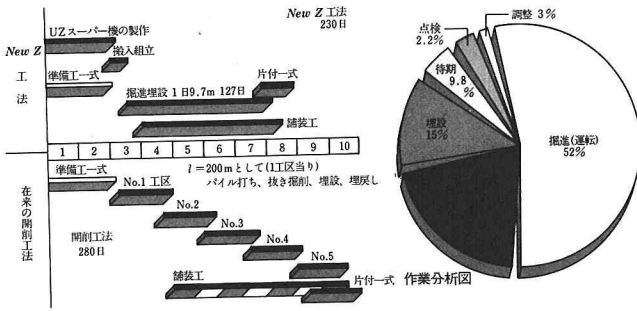 New Z 工法
230日
UZスーパー機の製作
搬入組立
New Z
工法
準備工一式
掘進埋設 1日9.7m 127日
片付一式
舗装工
1 2 3 4 5 6 7 8 9 10
l=200mとして(1工区当り)
パイル打ち、抜き掘削、埋設、埋戻し
在来の開削工法
準備工一式
No.1 工区
No.2
No.3
No.4
No.5
開削工法
280日
舗装工
片付一式
調整 3%
点検
2.2%
待期
9.8
%
埋設
15%
掘進(運転)
52%
作業分析図